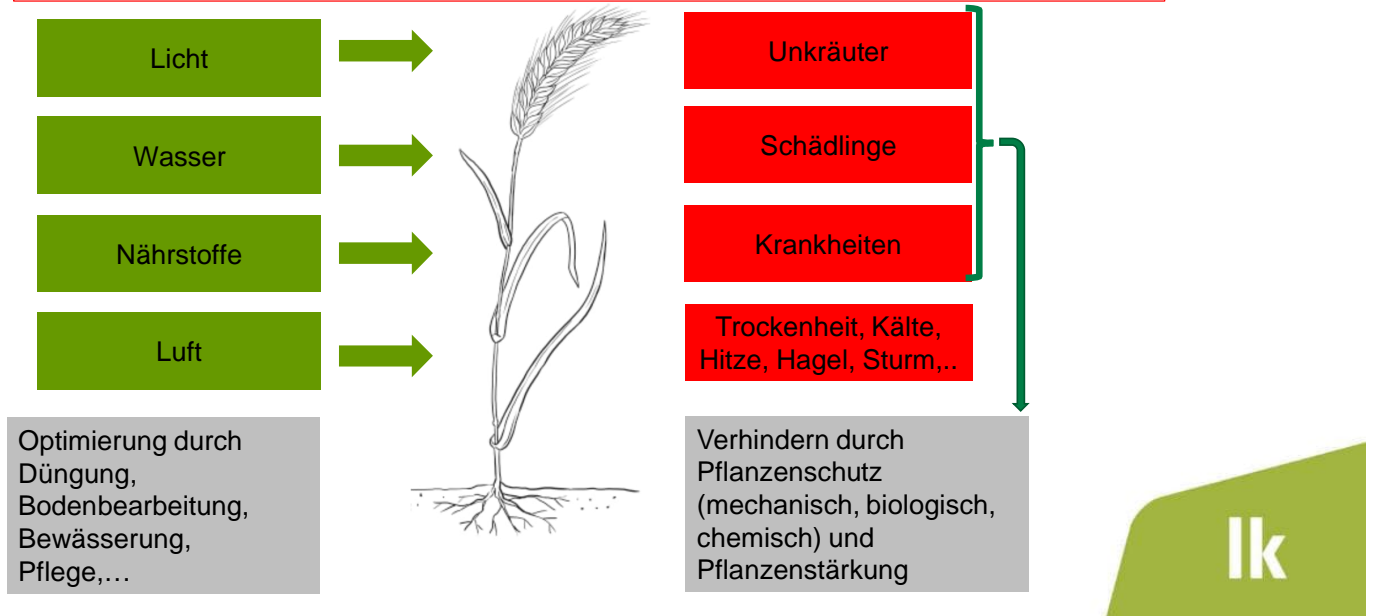 Licht
Wasser
Nährstoffe
Luft
Optimierung durch
Düngung,
Bodenbearbeitung,
Bewässerung,
Pflege,…
Unkräuter
Schädlinge
Krankheiten
Trockenheit, Kälte,
Hitze, Hagel, Sturm,..
Verhindern durch
Pflanzenschutz
(mechanisch, biologisch,
chemisch) und
Pflanzenstärkung
lk